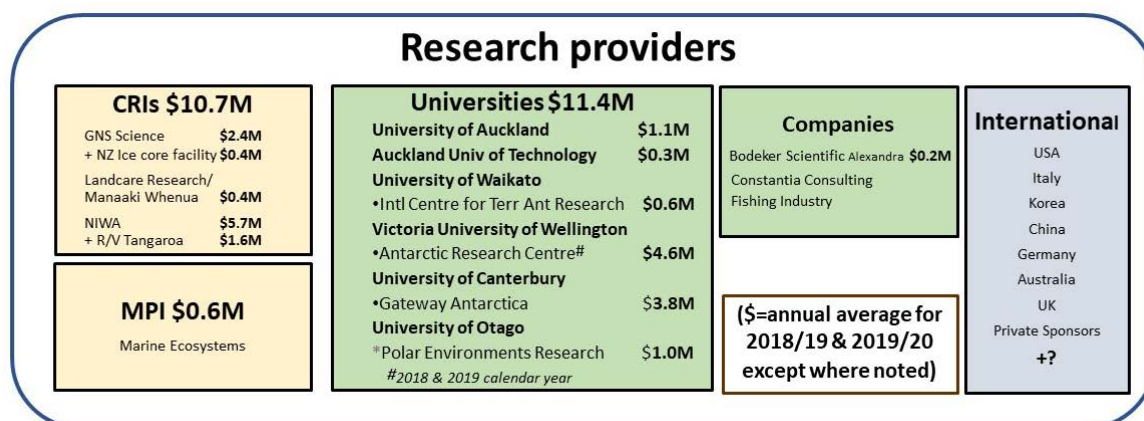 Research providers
CRIs $10.7M
GNS Science $2.4M
+ NZ Ice core facility $0.4M
Landcare Research/
Manaaki Whenua $0.4M
NIWA $5.7M
+ R/V Tangaroa $1.6M
MPI $0.6M
Marine Ecosystems
Universities $11.4M
University of Auckland $1.1M
Auckland Univ of Technology $0.3M
University of Waikato
•Intl Centre for Terr Ant Research $0.6M
Victoria University of Wellington
•Antarctic Research Centre# $4.6M
University of Canterbury
•Gateway Antarctica $3.8M
University of Otago
*Polar Environments Research $1.0M
#2018 & 2019 calendar year
Companies
Bodeker Scientific Alexandra $0.2M
Constantia Consulting
Fishing Industry
($=annual average for
2018/19 & 2019/20
except where noted)
International
USA
Italy
Korea
China
Germany
Australia
UK
Private Sponsors
+?